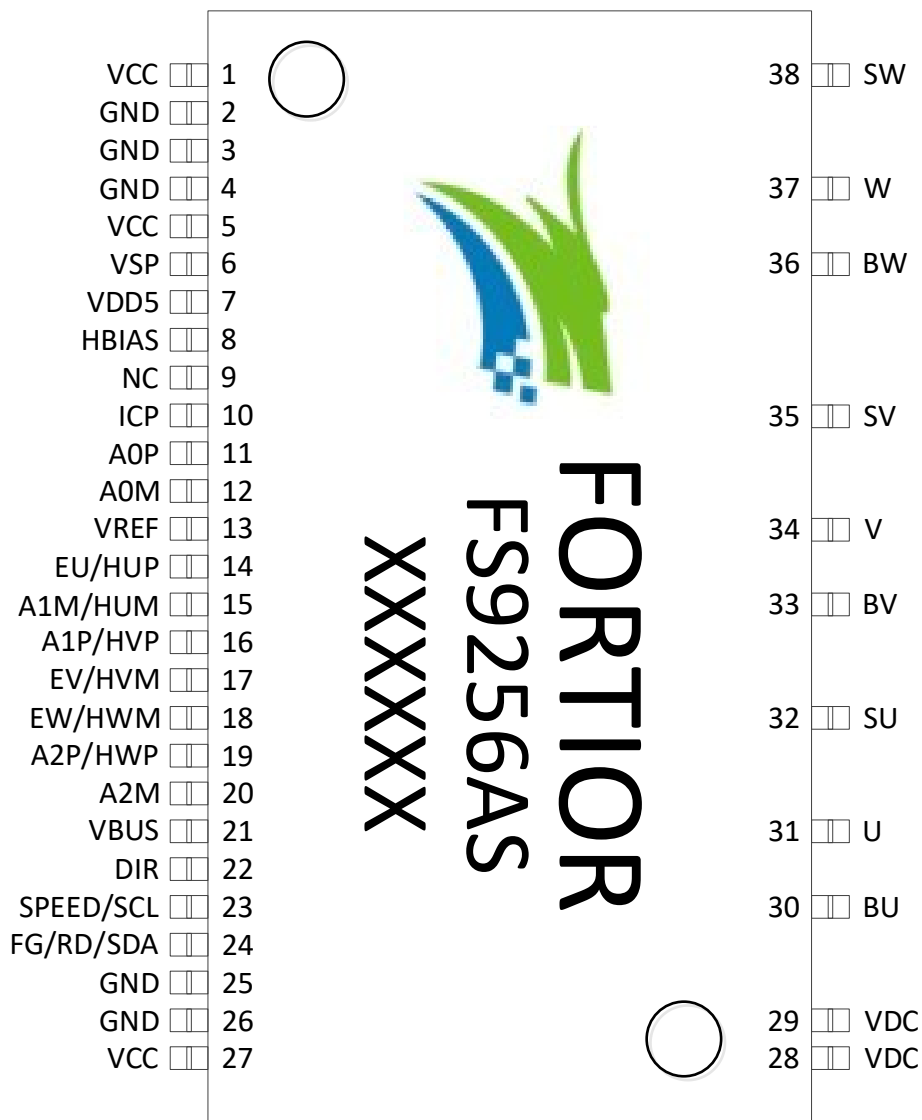 VCC 1
GND 2
GND 3
GND 4
VCC 5
VSP 6
VDD5 7
HBIAS 8
NC 9
ICP 10
A0P 11
A0M 12
VREF 13
EU/HUP 14
A1M/HUM 15
A1P/HVP 16
EV/HVM 17
EW/HWM 18
A2P/HWP 19
A2M 20
VBUS 21
DIR 22
SPEED/SCL 23
FG/RD/SDA 24
GND 25
GND 26
VCC 27
FORTIOR
FS9256AS
XXXXXX
38 SW
37 W
36 BW
35 SV
34 V
33 BV
32 SU
31 U
30 BU
29 VDC
28 VDC